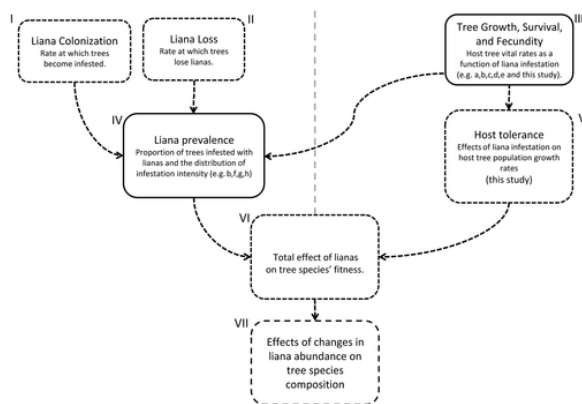 I
Liana Colonization
Rate at which trees
become infested.
II
Liana Loss
Rate at which trees
lose lianas.
III
Tree Growth, Survival,
and Fecundity
Host tree vital rates as a
function of liana infestation
(e.g. a,b,c,d,e and this study).
IV
Liana prevalence
Proportion of trees infested with
lianas and the distribution of
infestation intensity (e.g. b,f,g,h)
V
Host tolerance
Effects of liana infestation on
host tree population growth
rates
(this study)
VI
Total effect of lianas
on tree species' fitness.
VII
Effects of changes in
liana abundance on
tree species
composition